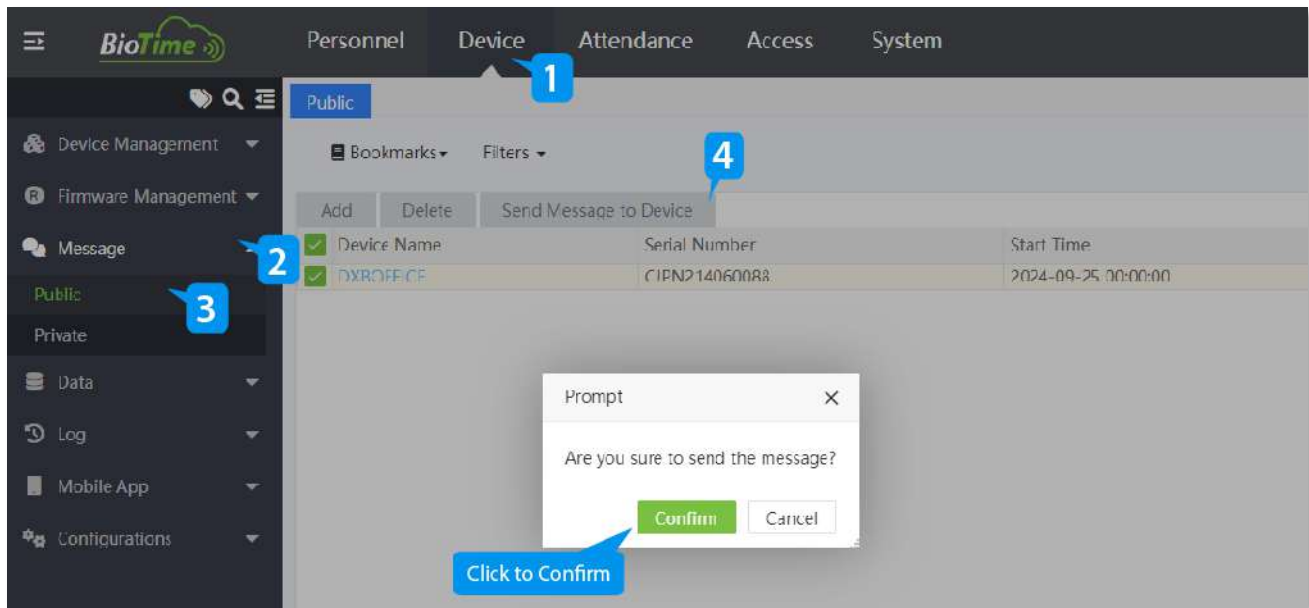 BioTime Personnel Device Attendance Access System
1
Public
Device Management
Bookmarks Filters
4
Firmware Management
Add Delete Send Message to Device
Message
2
Device Name Serial Number Start Time
DXBOFFICE CJPN214060088 2024-09-25 00:00:00
Public
3
Private
Data
Prompt
Log
Are you sure to send the message?
Mobile App
Confirm Cancel
Configurations
Click to Confirm